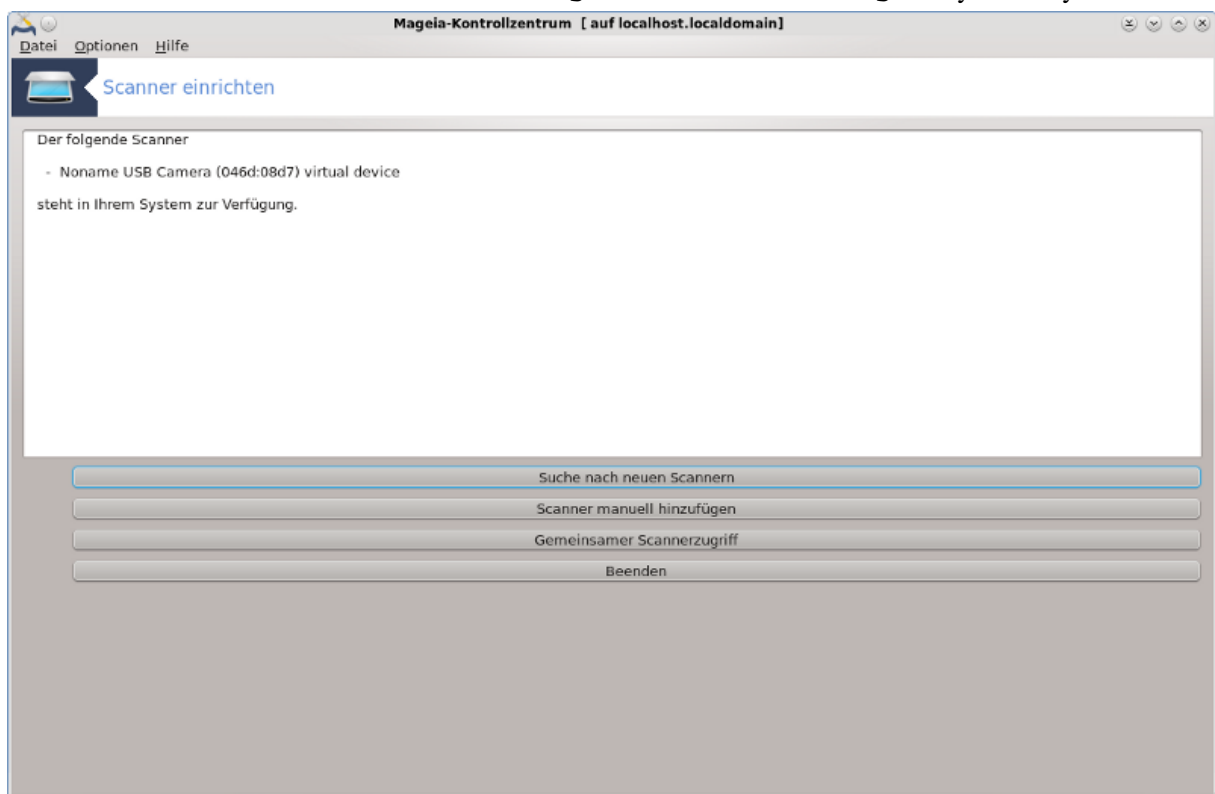 Mageia-Kontrollzentrum [ auf localhost.localdomain]
Datei Optionen Hilfe
Scanner einrichten
Der folgende Scanner
- Noname USB Camera (046d:08d7) virtual device
steht in Ihrem System zur Verfügung.
Suche nach neuen Scannern
Scanner manuell hinzufügen
Gemeinsamer Scannerzugriff
Beenden